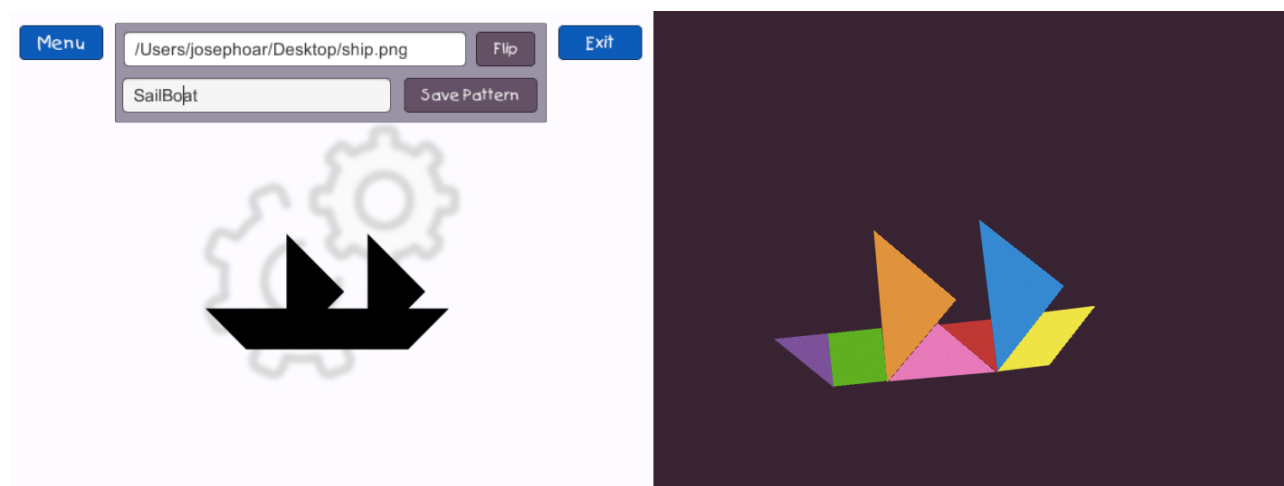 Menu
/Users/josephoar/Desktop/ship.png
Flip
Exit
SailBoat
Save Pattern